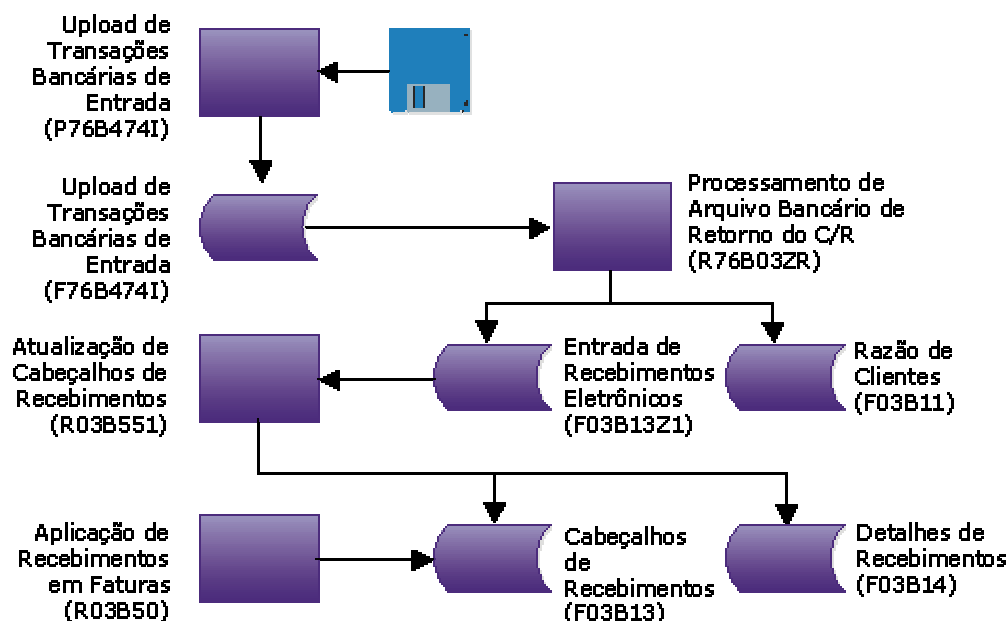 Upload de
Transações
Bancárias de
Entrada
(P76B474I)
Upload de
Transações
Bancárias de
Entrada
(F76B474I)
Processamento de
Arquivo Bancário de
Retorno do C/R
(R76B03ZR)
Atualização de
Cabeçalhos de
Recebimentos
(R03B551)
Entrada de
Recebimentos
Eletrônicos
(F03B13Z1)
Razão de
Clientes
(F03B11)
Aplicação de
Recebimentos
em Faturas
(R03B50)
Cabeçalhos
de
Recebimentos
(F03B13)
Detalhes de
Recebimentos
(F03B14)